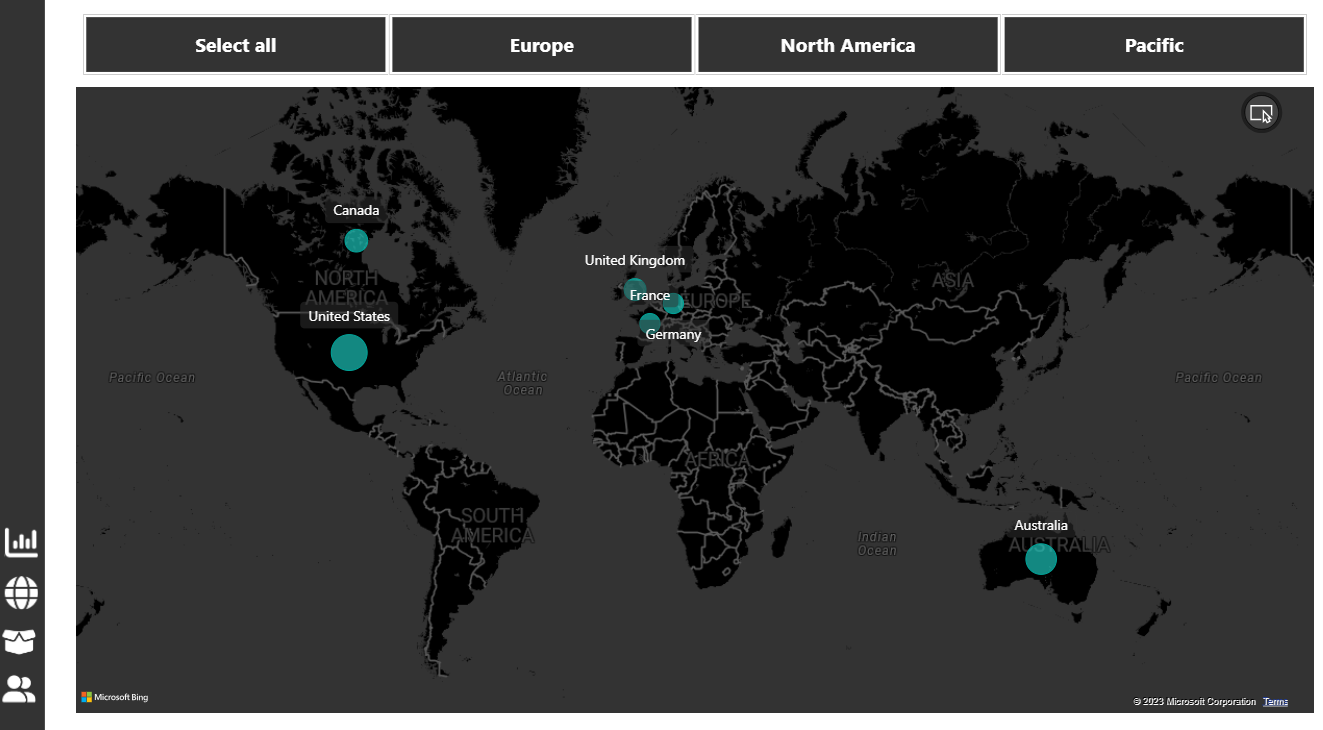 Select all
Europe
North America
Pacific
Canada
NORTH
AMERICA
United States
United Kingdom
France
EUROPE
Germany
ASIA
Pacific Ocean
Atlantic
Ocean
Pacific Ocean
AFRICA
SOUTH
AMERICA
Indian
Ocean
Australia
AUSTRALIA
Microsoft Bing
© 2023 Microsoft Corporation Terms